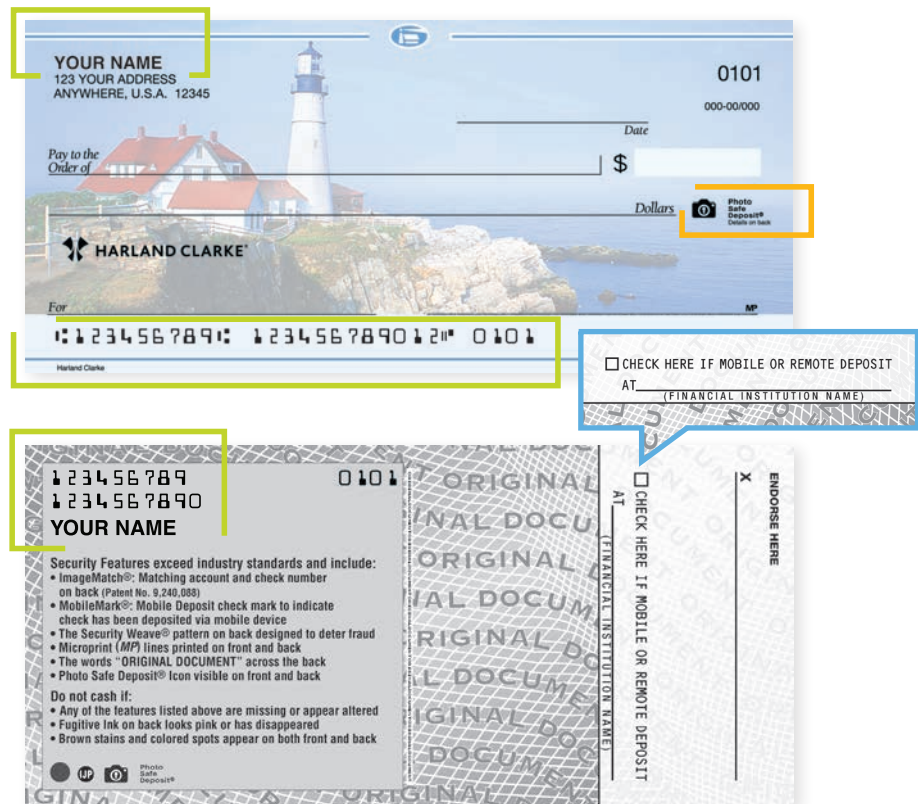 YOUR NAME
123 YOUR ADDRESS
ANYWHERE, U.S.A. 12345
0101
000-00/000
Date
Pay to the
Order of
$
Dollars
Photo
Safe
Deposit®
Details on back
HARLAND CLARKE®
For
MP
⑆123456789⑆ 123456789012⑈ 0101
Harland Clarke
CHECK HERE IF MOBILE OR REMOTE DEPOSIT
AT
(FINANCIAL INSTITUTION NAME)
123456789
0101
1234567890
YOUR NAME
Security Features exceed industry standards and include:
• ImageMatch®: Matching account and check number
on back (Patent No. 9,240,088)
• MobileMark®: Mobile Deposit check mark to indicate
check has been deposited via mobile device
• The Security Weave® pattern on back designed to deter fraud
• Microprint (MP) lines printed on front and back
• The words "ORIGINAL DOCUMENT" across the back
• Photo Safe Deposit® Icon visible on front and back
Do not cash if:
• Any of the features listed above are missing or appear altered
• Fugitive Ink on back looks pink or has disappeared
• Brown stains and colored spots appear on both front and back
IJP
Photo
Safe
Deposit®
ORIGINAL
DOCUM
ORIGINAL
DOCUM
CHECK HERE IF MOBILE OR REMOTE DEPOSIT
AT
(FINANCIAL INSTITUTION NAME)
X
ENDORSE HERE